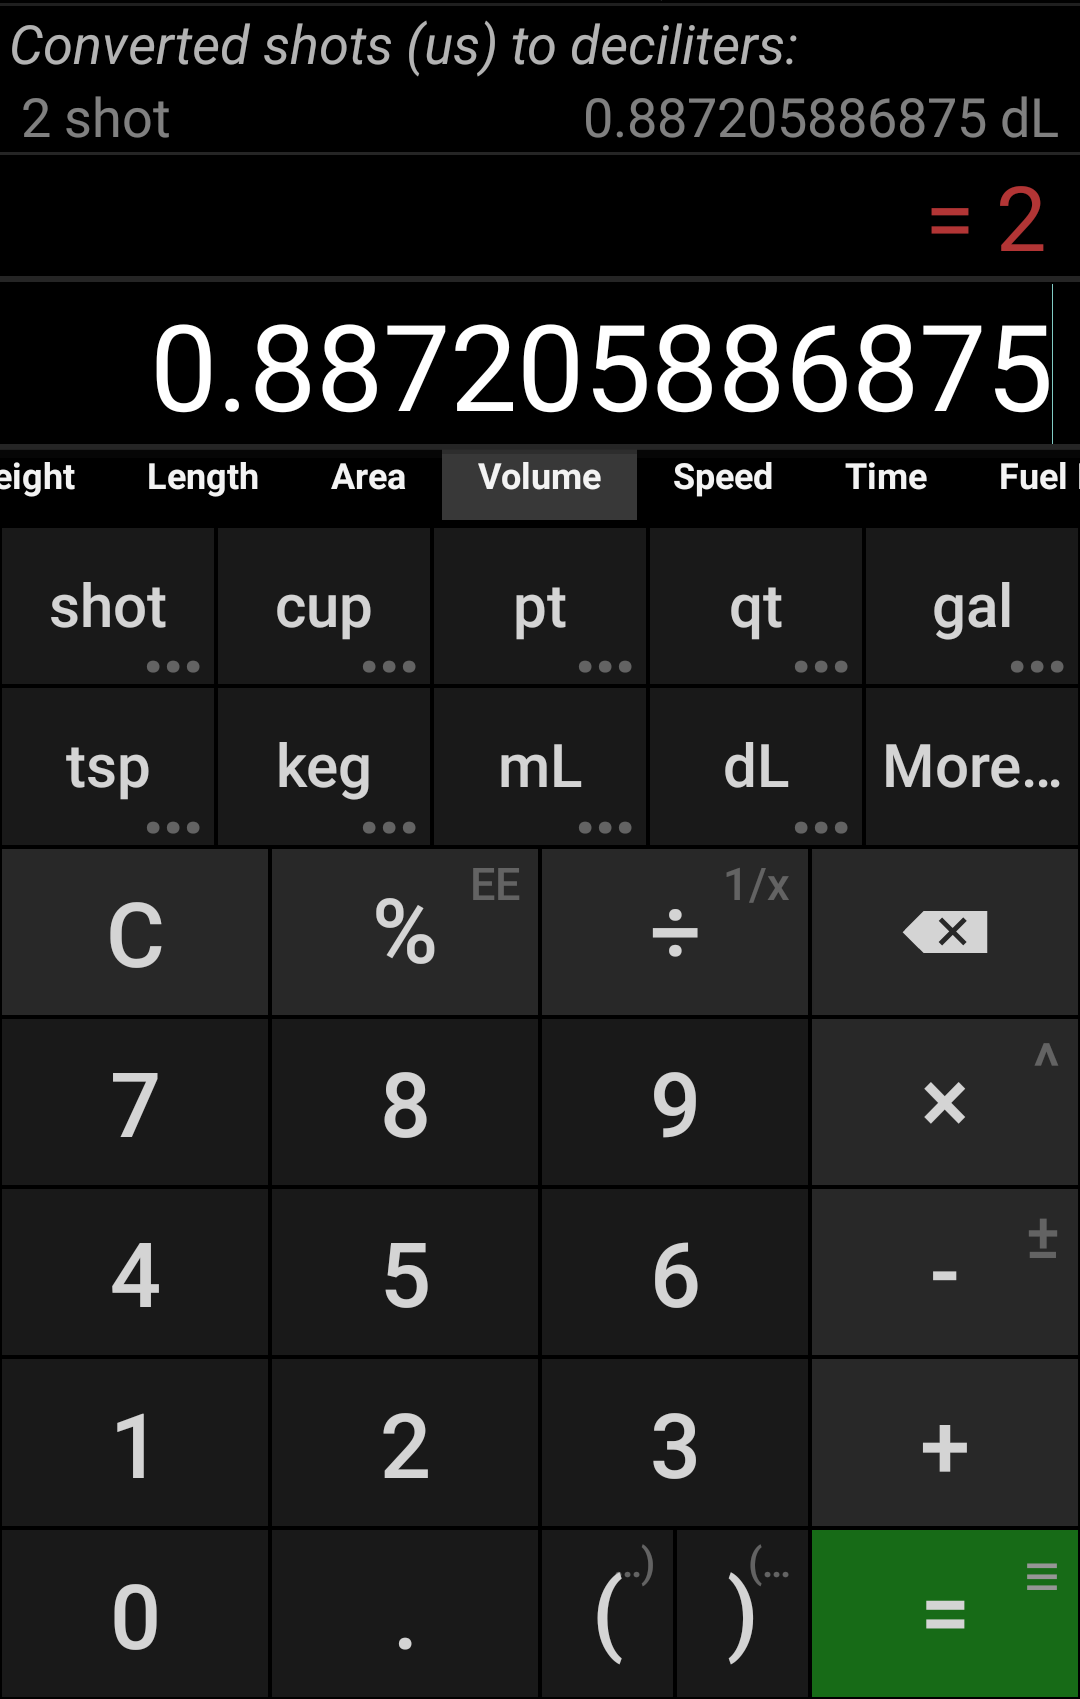 Converted shots (us) to deciliters:
2 shot 0.887205886875 dL
= 2
0.887205886875
eight Length Area Volume Speed Time Fuel
shot cup pt qt gal
tsp keg mL dL More...
C % EE ÷ 1/x
7 8 9 × ^
4 5 6 - ±
1 2 3 +
0 . ( ..) ) (... =